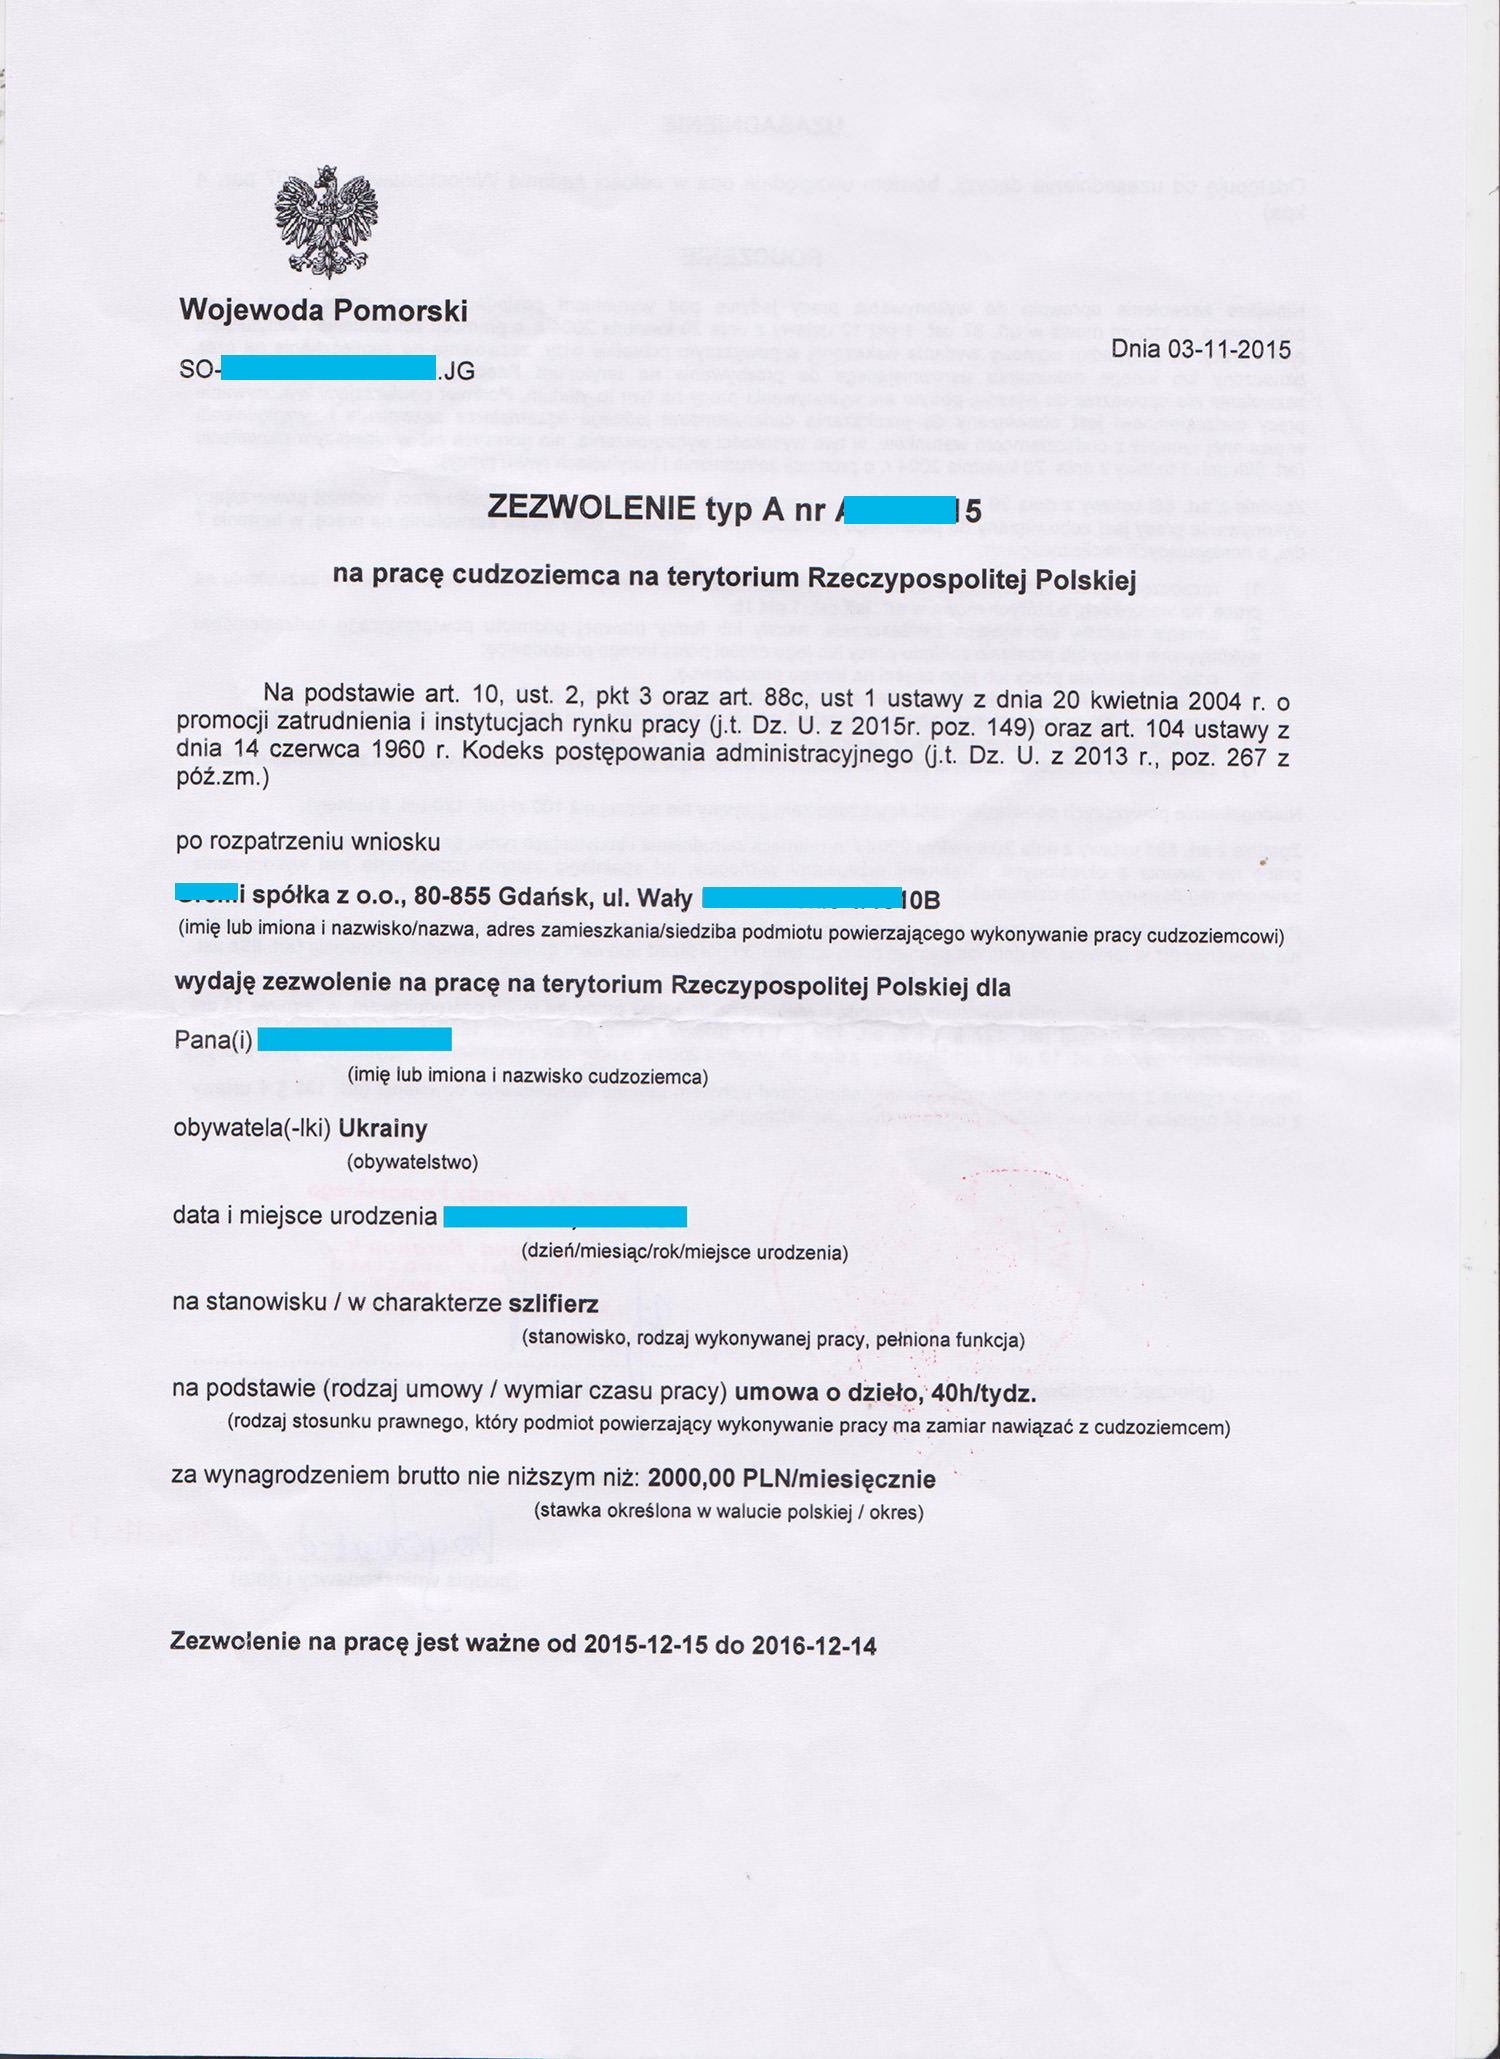 Wojewoda Pomorski
Dnia 03-11-2015
SO- .JG
ZEZWOLENIE typ A nr 5
na pracę cudzoziemca na terytorium Rzeczypospolitej Polskiej
Na podstawie art. 10, ust. 2, pkt 3 oraz art. 88c, ust 1 ustawy z dnia 20 kwietnia 2004 r. o
promocji zatrudnienia i instytucjach rynku pracy (j.t. Dz. U. z 2015r. poz. 149) oraz art. 104 ustawy z
dnia 14 czerwca 1960 r. Kodeks postępowania administracyjnego (j.t. Dz. U. z 2013 r., poz. 267 z
póź.zm.)
po rozpatrzeniu wniosku
i spółka z o.o., 80-855 Gdańsk, ul. Wały 10B
(imię lub imiona i nazwisko/nazwa, adres zamieszkania/siedziba podmiotu powierzającego wykonywanie pracy cudzoziemcowi)
wydaję zezwolenie na pracę na terytorium Rzeczypospolitej Polskiej dla
Pana(i)
(imię lub imiona i nazwisko cudzoziemca)
obywatela(-lki) Ukrainy
(obywatelstwo)
data i miejsce urodzenia
(dzień/miesiąc/rok/miejsce urodzenia)
na stanowisku / w charakterze szlifierz
(stanowisko, rodzaj wykonywanej pracy, pełniona funkcja)
na podstawie (rodzaj umowy / wymiar czasu pracy) umowa o dzieło, 40h/tydz.
(rodzaj stosunku prawnego, który podmiot powierzający wykonywanie pracy ma zamiar nawiązać z cudzoziemcem)
za wynagrodzeniem brutto nie niższym niż: 2000,00 PLN/miesięcznie
(stawka określona w walucie polskiej / okres)
Zezwolenie na pracę jest ważne od 2015-12-15 do 2016-12-14